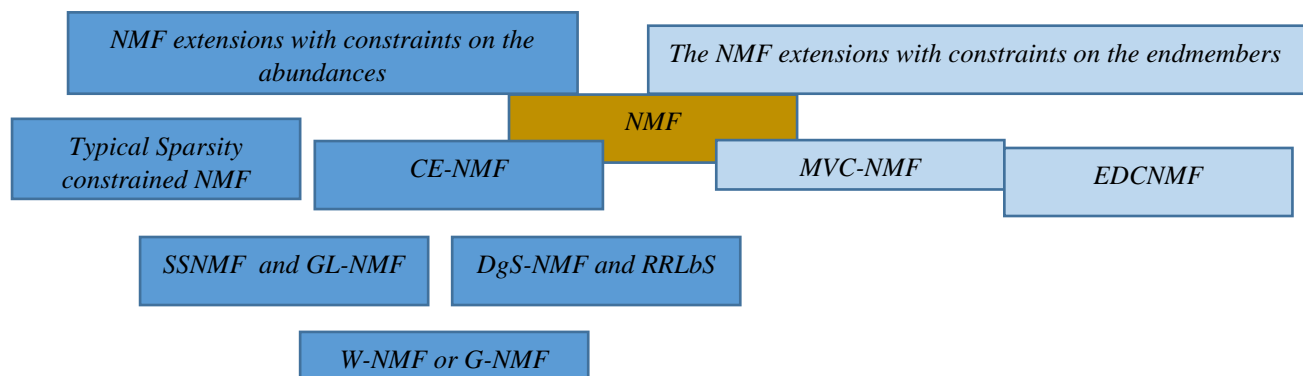 NMF extensions with constraints on the
abundances
The NMF extensions with constraints on the endmembers
NMF
Typical Sparsity
constrained NMF
CE-NMF
MVC-NMF
EDCNMF
SSNMF and GL-NMF
DgS-NMF and RRLbS
W-NMF or G-NMF